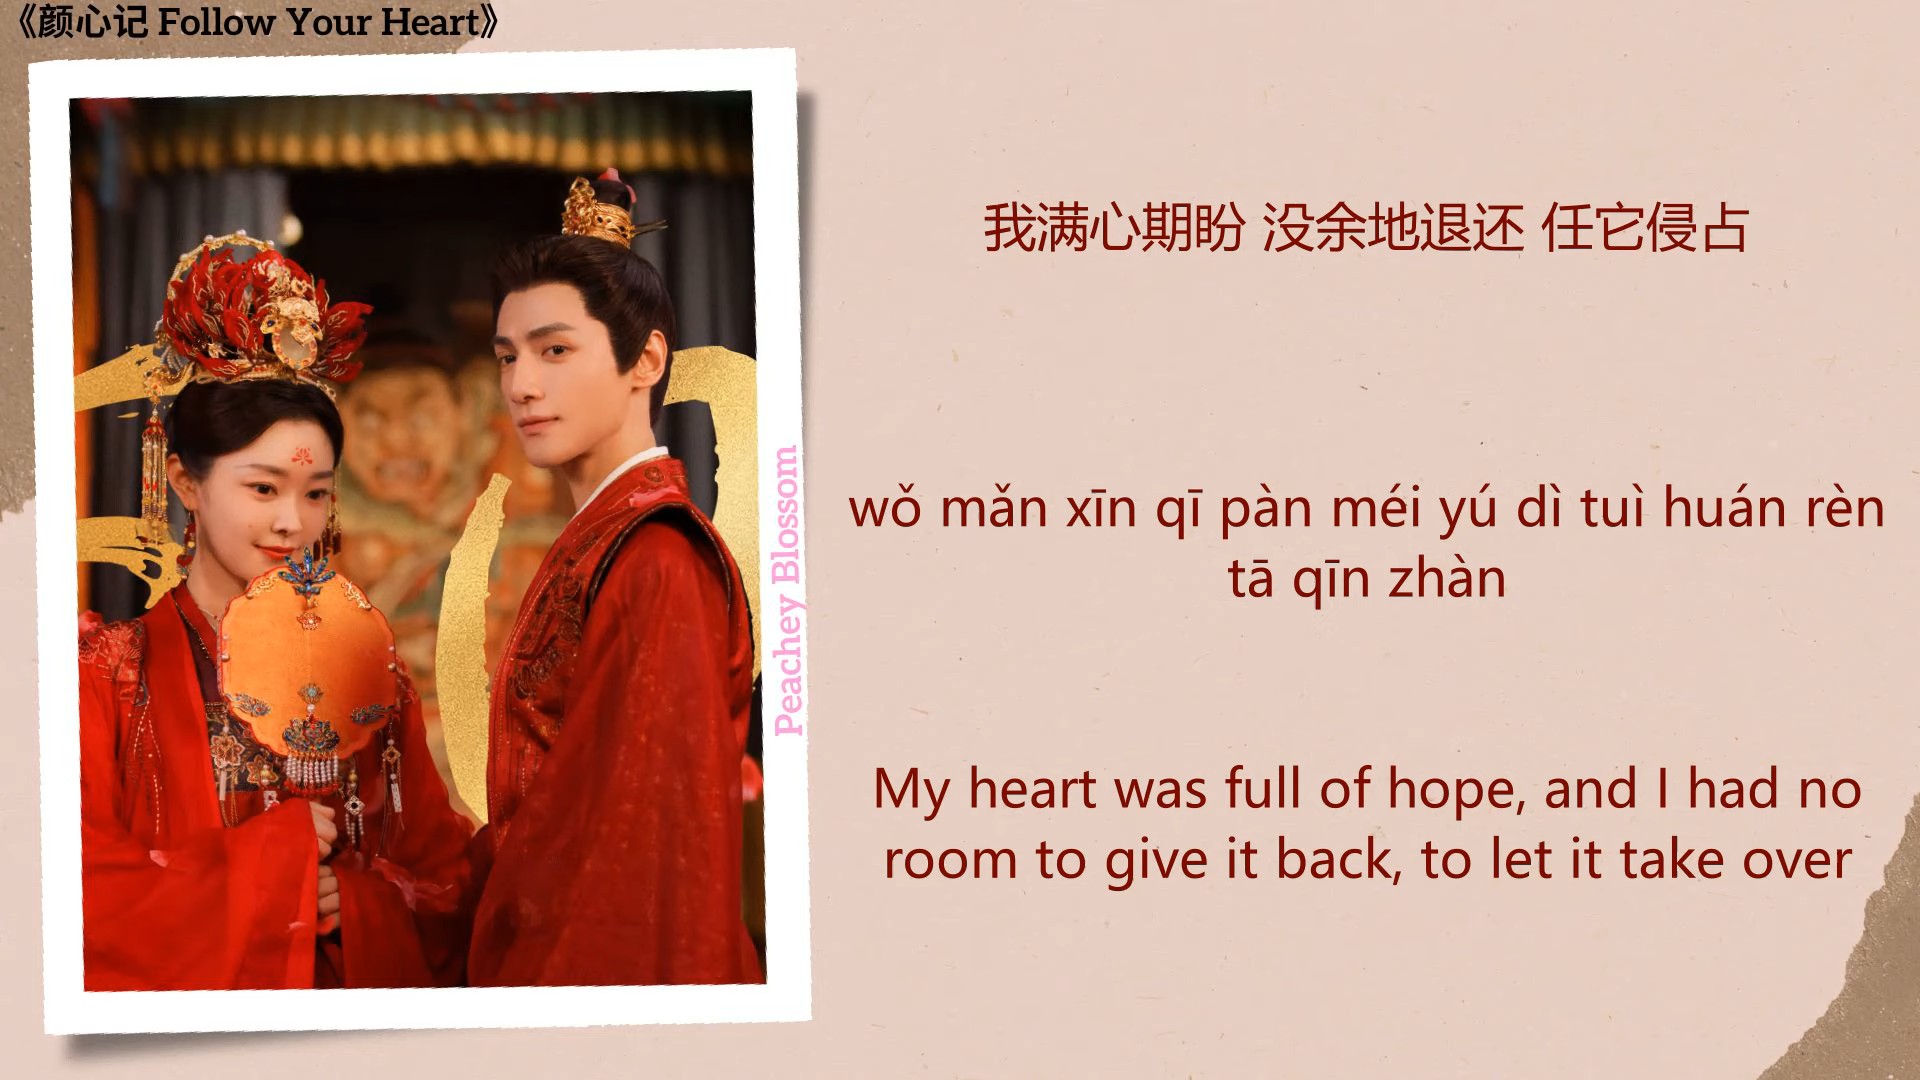 《颜心记 Follow Your Heart》
我满心期盼 没余地退还 任它侵占
wǒ mǎn xīn qī pàn méi yú dì tuì huán rèn
tā qīn zhàn
My heart was full of hope, and I had no
room to give it back, to let it take over
Peachey Blossom